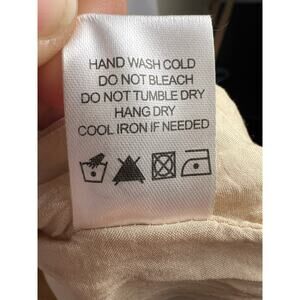 HAND WASH COLD
DO NOT BLEACH
DO NOT TUMBLE DRY
HANG DRY
COOL IRON IF NEEDED